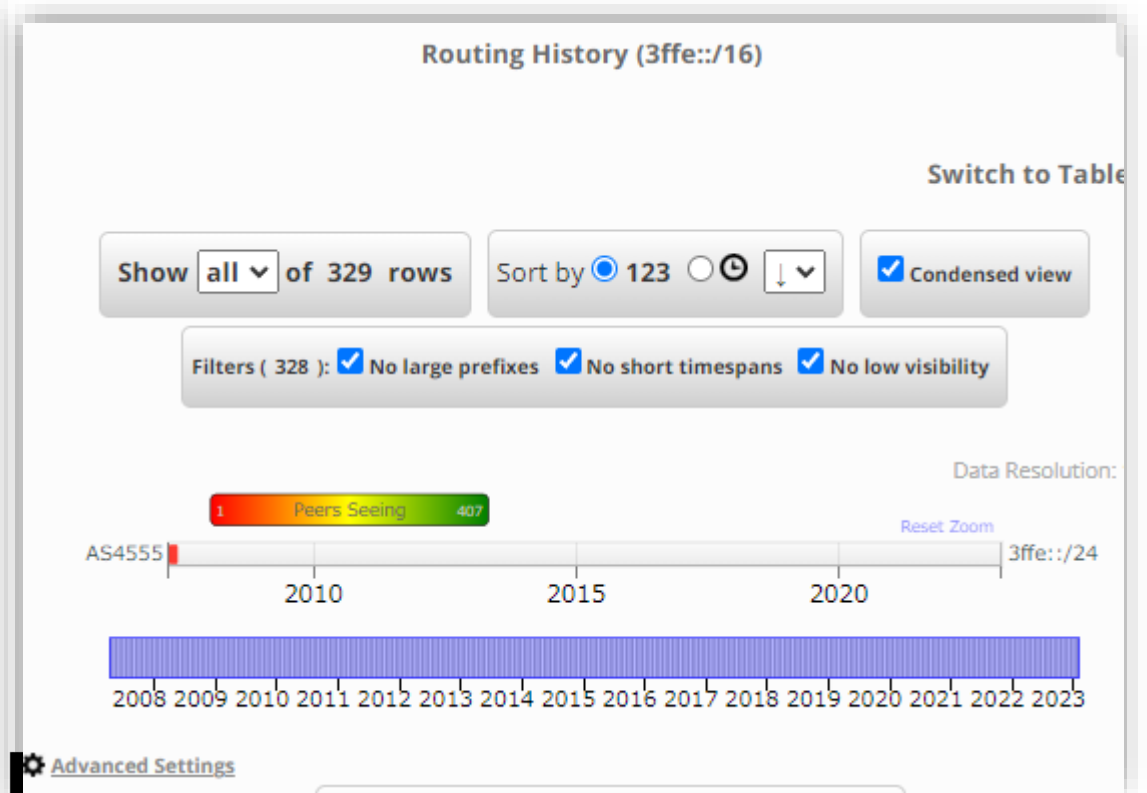 Routing History (3ffe::/16)
Switch to Table
Show all of 329 rows Sort by 123 ↓ Condensed view
Filters ( 328 ): No large prefixes No short timespans No low visibility
Data Resolution:
1 Peers Seeing 407
Reset Zoom
AS4555 3ffe::/24
2010 2015 2020
2008 2009 2010 2011 2012 2013 2014 2015 2016 2017 2018 2019 2020 2021 2022 2023
Advanced Settings